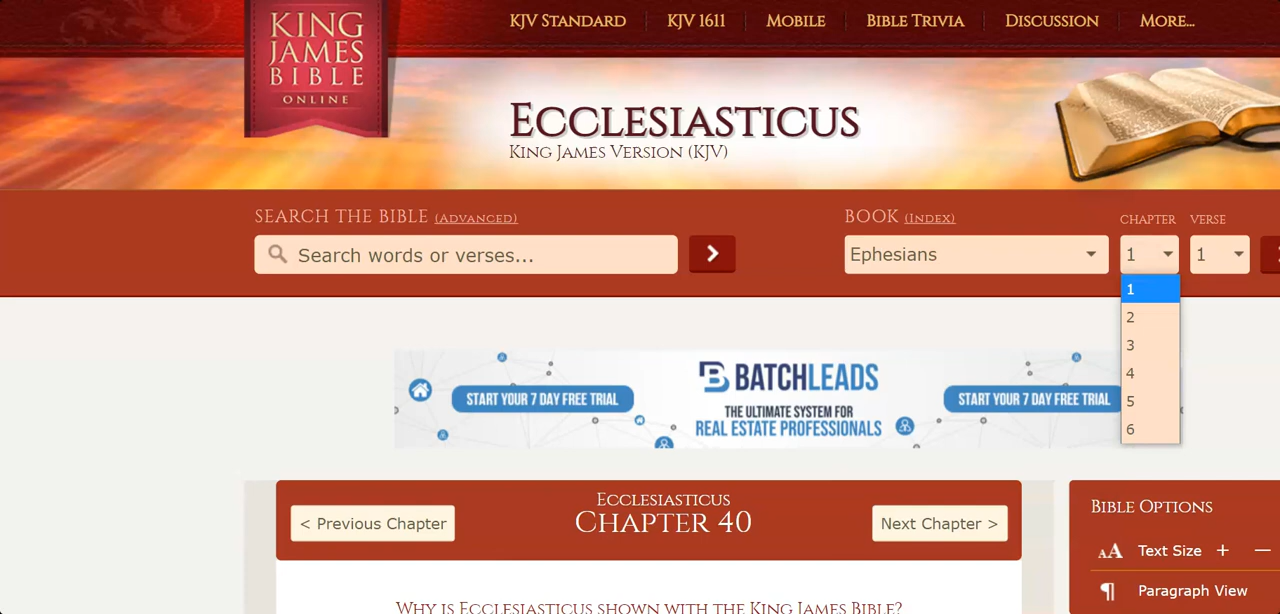 KING
JAMES
BIBLE
ONLINE
KJV STANDARD
KJV 1611
MOBILE
BIBLE TRIVIA
DISCUSSION
MORE...
ECCLESIASTICUS
KING JAMES VERSION (KJV)
SEARCH THE BIBLE (ADVANCED)
Search words or verses...
BOOK (INDEX)
CHAPTER
VERSE
Ephesians
1
1
1
2
3
4
5
6
START YOUR 7 DAY FREE TRIAL
BATCHLEADS
THE ULTIMATE SYSTEM FOR
REAL ESTATE PROFESSIONALS
START YOUR 7 DAY FREE TRIAL
< Previous Chapter
ECCLESIASTICUS
CHAPTER 40
Next Chapter >
WHY IS ECCLESIASTICUS SHOWN WITH THE KING JAMES BIBLE?
BIBLE OPTIONS
AA Text Size + —
¶ Paragraph View